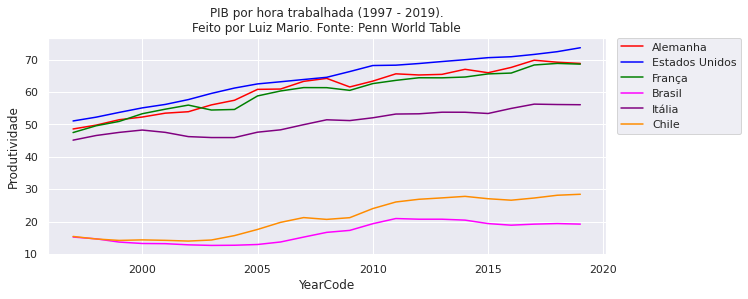 PIB por hora trabalhada (1997 - 2019).
Feito por Luiz Mario. Fonte: Penn World Table
Produtividade
70
60
50
40
30
20
10
2000
2005
2010
2015
2020
YearCode
Alemanha
Estados Unidos
França
Brasil
Itália
Chile